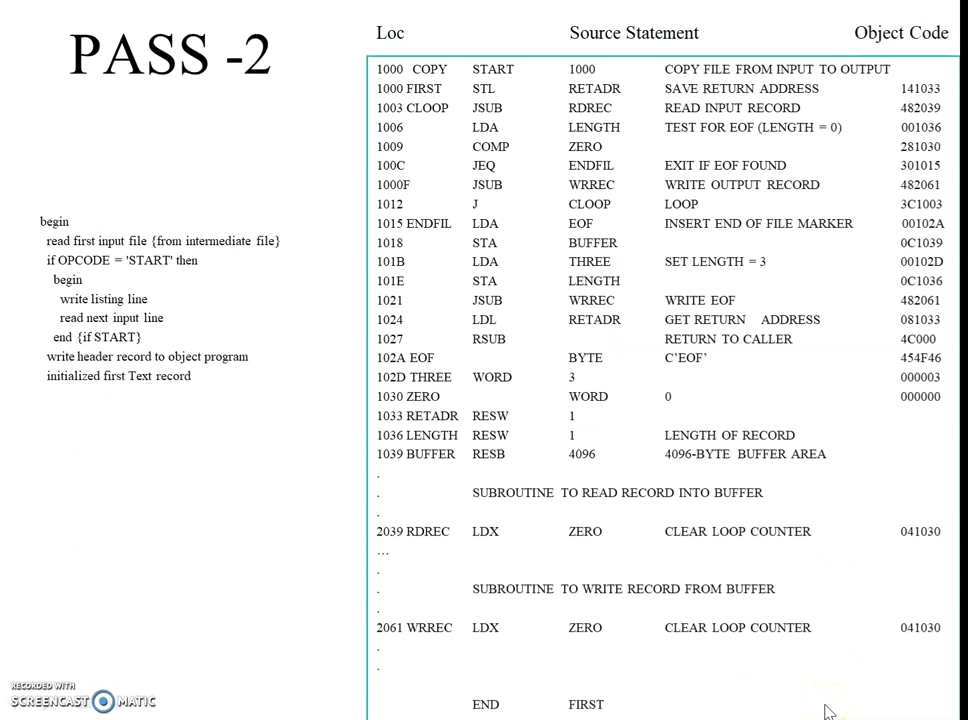 PASS -2
begin
read first input file {from intermediate file}
if OPCODE = 'START' then
begin
write listing line
read next input line
end {if START}
write header record to object program
initialized first Text record
RECORDED WITH
SCREENCAST MATIC
Loc Source Statement Object Code
1000 COPY START 1000 COPY FILE FROM INPUT TO OUTPUT
1000 FIRST STL RETADR SAVE RETURN ADDRESS 141033
1003 CLOOP JSUB RDREC READ INPUT RECORD 482039
1006 LDA LENGTH TEST FOR EOF (LENGTH = 0) 001036
1009 COMP ZERO 281030
100C JEQ ENDFIL EXIT IF EOF FOUND 301015
1000F JSUB WRREC WRITE OUTPUT RECORD 482061
1012 J CLOOP LOOP 3C1003
1015 ENDFIL LDA EOF INSERT END OF FILE MARKER 00102A
1018 STA BUFFER 0C1039
101B LDA THREE SET LENGTH = 3 00102D
101E STA LENGTH 0C1036
1021 JSUB WRREC WRITE EOF 482061
1024 LDL RETADR GET RETURN ADDRESS 081033
1027 RSUB RETURN TO CALLER 4C000
102A EOF BYTE C’EOF’ 454F46
102D THREE WORD 3 000003
1030 ZERO WORD 0 000000
1033 RETADR RESW 1
1036 LENGTH RESW 1 LENGTH OF RECORD
1039 BUFFER RESB 4096 4096-BYTE BUFFER AREA
.
. SUBROUTINE TO READ RECORD INTO BUFFER
.
2039 RDREC LDX ZERO CLEAR LOOP COUNTER 041030
…
.
. SUBROUTINE TO WRITE RECORD FROM BUFFER
.
2061 WRREC LDX ZERO CLEAR LOOP COUNTER 041030
.
.
END FIRST